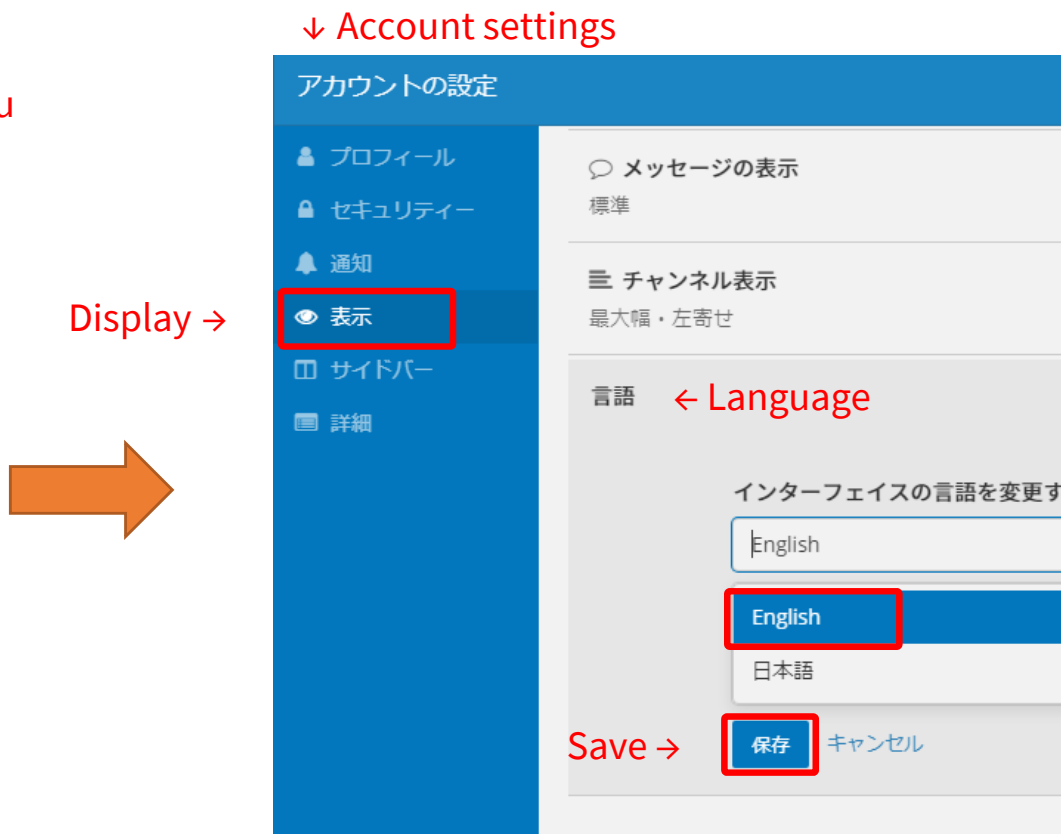 ↓ Account settings
アカウントの設定
u
プロフィール
セキュリティー
通知
Display →
表示
サイドバー
詳細
メッセージの表示
標準
チャンネル表示
最大幅・左寄せ
言語
← Language
インターフェイスの言語を変更す
English
English
日本語
Save →
保存 キャンセル